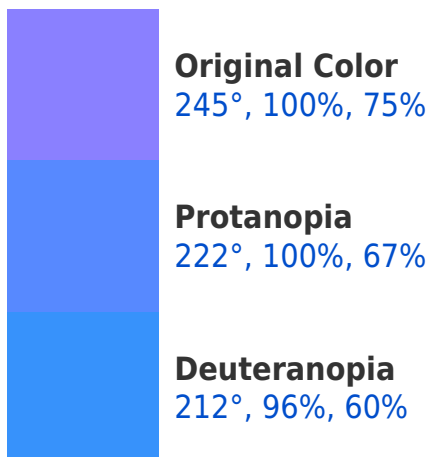 Original Color
245°, 100%, 75%
Protanopia
222°, 100%, 67%
Deuteranopia
212°, 96%, 60%